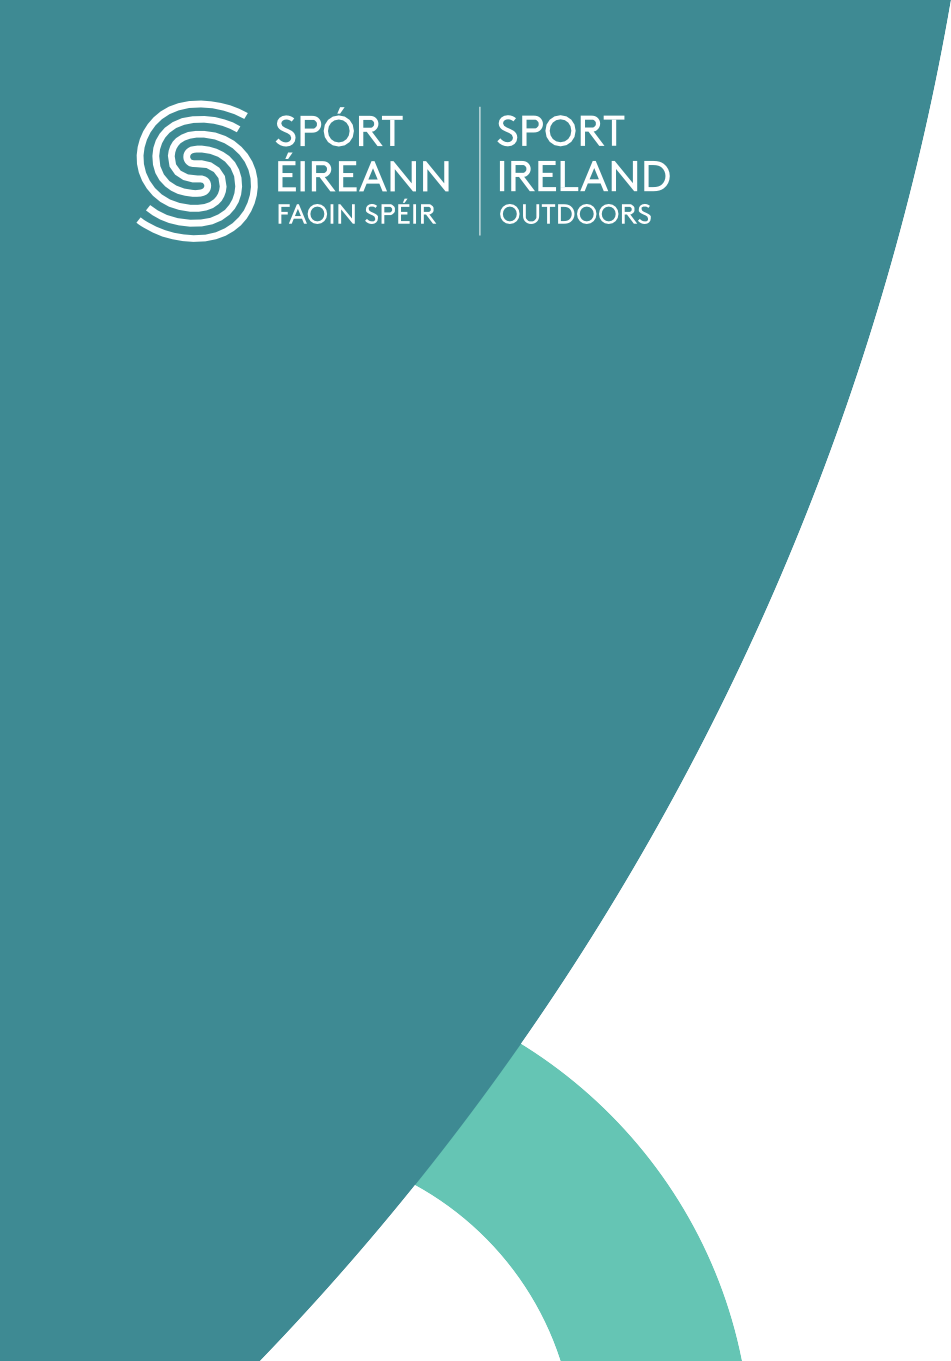 SPÓRT
ÉIREANN
FAOIN SPÉIR
SPORT
IRELAND
OUTDOORS